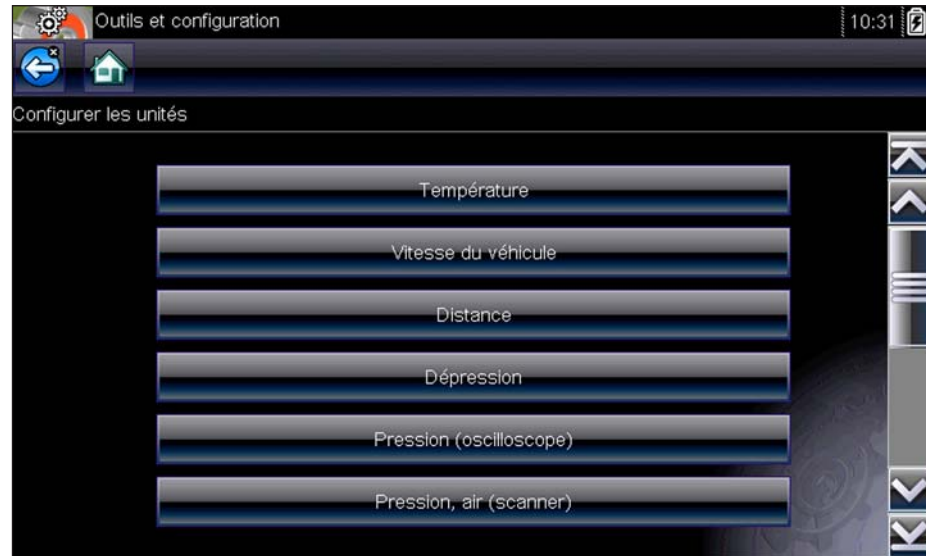 Outils et configuration
10:31
Configurer les unités
Température
Vitesse du véhicule
Distance
Dépression
Pression (oscilloscope)
Pression, air (scanner)